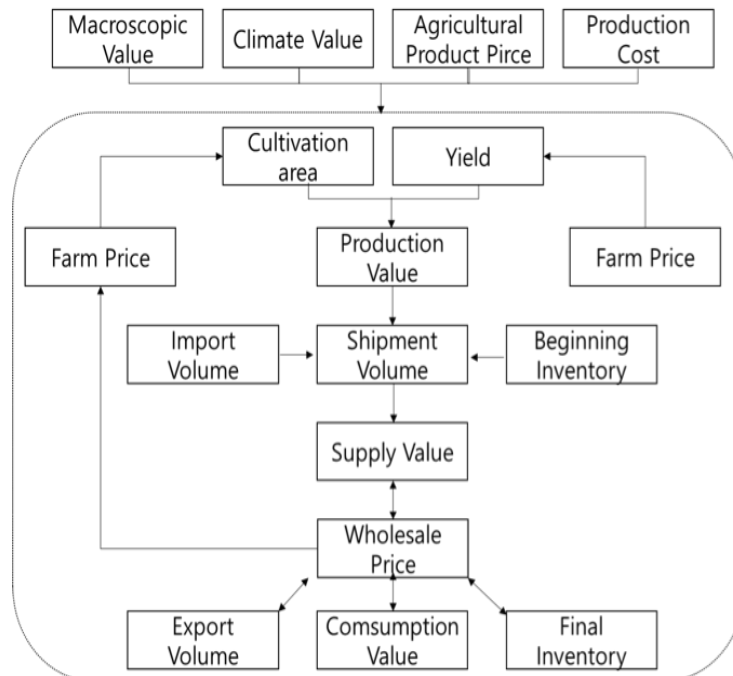 Macroscopic
Value
Climate Value
Agricultural
Product Pirce
Production
Cost
Cultivation
area
Yield
Farm Price
Production
Value
Farm Price
Import
Volume
Shipment
Volume
Beginning
Inventory
Supply Value
Wholesale
Price
Export
Volume
Comsumption
Value
Final
Inventory